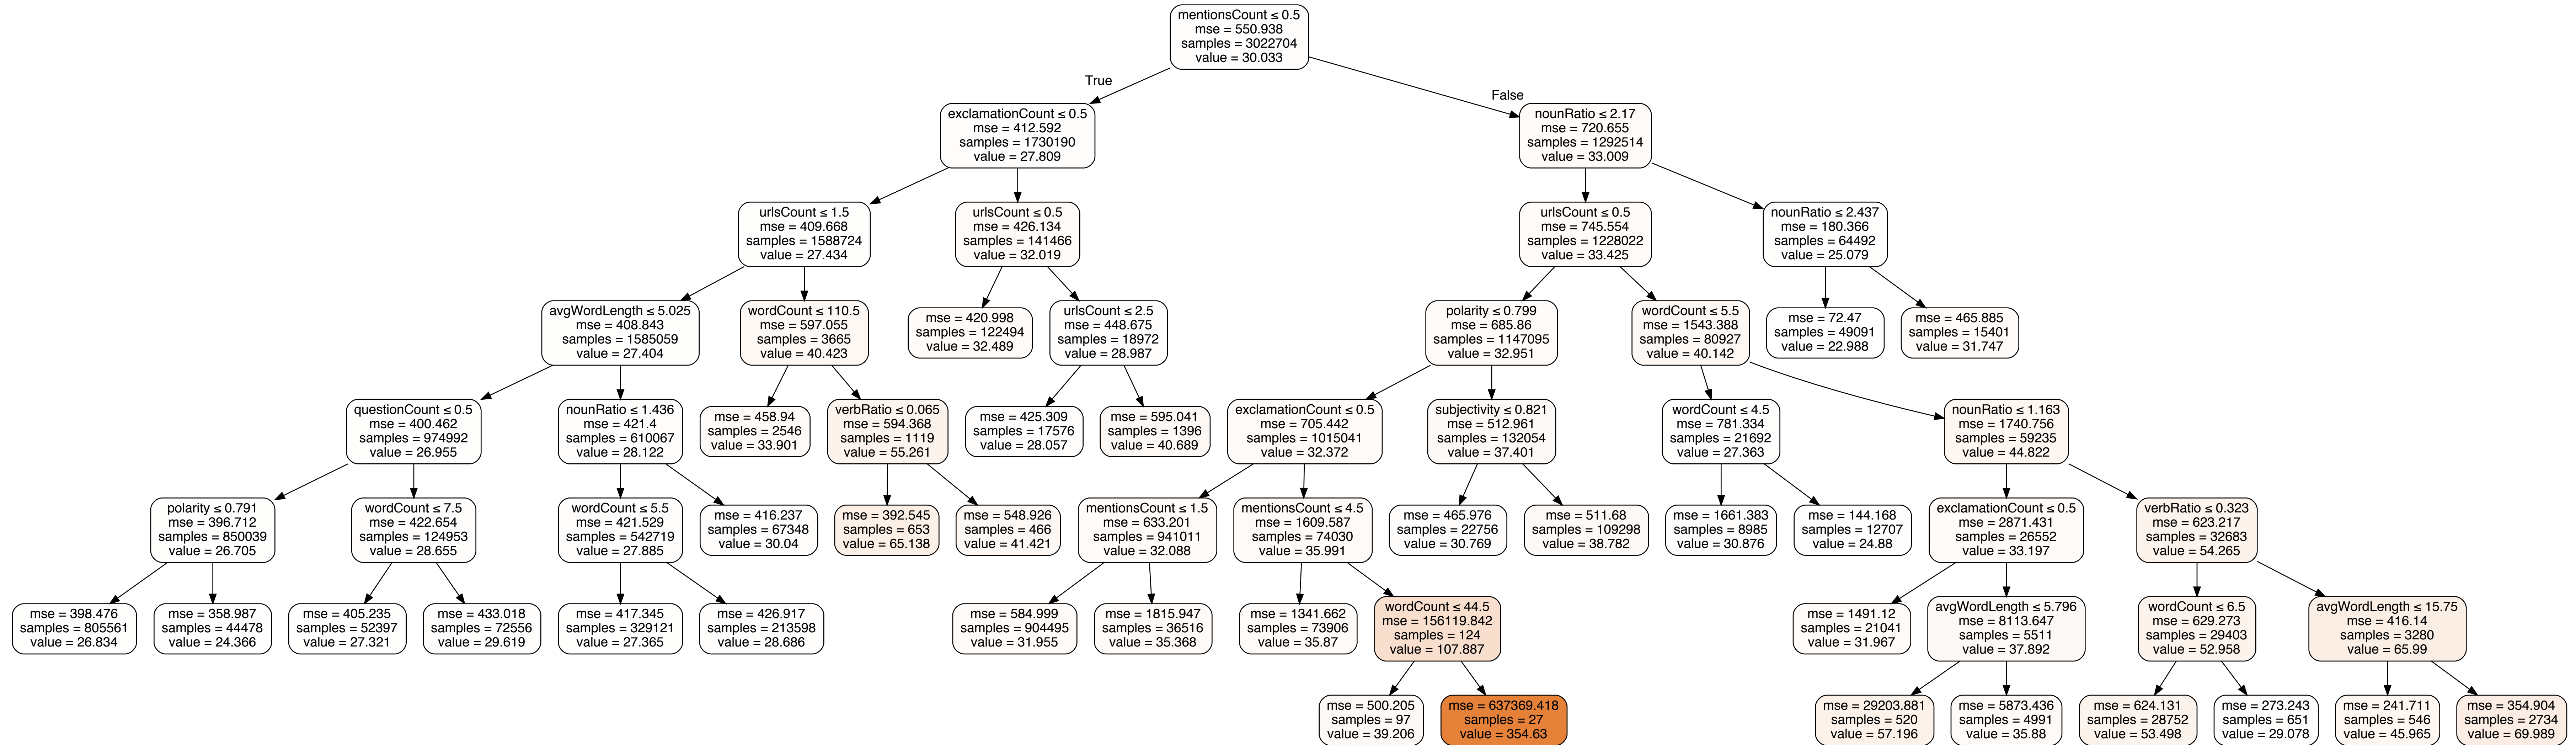 mentionsCount ≤ 0.5
mse = 550.938
samples = 3022704
value = 30.033
True
False
exclamationCount ≤ 0.5
mse = 412.592
samples = 1730190
value = 27.809
nounRatio ≤ 2.17
mse = 720.655
samples = 1292514
value = 33.009
urlsCount ≤ 1.5
mse = 409.668
samples = 1588724
value = 27.434
urlsCount ≤ 0.5
mse = 426.134
samples = 141466
value = 32.019
urlsCount ≤ 0.5
mse = 745.554
samples = 1228022
value = 33.425
nounRatio ≤ 2.437
mse = 180.366
samples = 64492
value = 25.079
avgWordLength ≤ 5.025
mse = 408.843
samples = 1585059
value = 27.404
wordCount ≤ 110.5
mse = 597.055
samples = 3665
value = 40.423
mse = 420.998
samples = 122494
value = 32.489
urlsCount ≤ 2.5
mse = 448.675
samples = 18972
value = 28.987
polarity ≤ 0.799
mse = 685.86
samples = 1147095
value = 32.951
wordCount ≤ 5.5
mse = 1543.388
samples = 80927
value = 40.142
mse = 72.47
samples = 49091
value = 22.988
mse = 465.885
samples = 15401
value = 31.747
questionCount ≤ 0.5
mse = 400.462
samples = 974992
value = 26.955
nounRatio ≤ 1.436
mse = 421.4
samples = 610067
value = 28.122
mse = 458.94
samples = 2546
value = 33.901
verbRatio ≤ 0.065
mse = 594.368
samples = 1119
value = 55.261
mse = 425.309
samples = 17576
value = 28.057
mse = 595.041
samples = 1396
value = 40.689
exclamationCount ≤ 0.5
mse = 705.442
samples = 1015041
value = 32.372
subjectivity ≤ 0.821
mse = 512.961
samples = 132054
value = 37.401
wordCount ≤ 4.5
mse = 781.334
samples = 21692
value = 27.363
nounRatio ≤ 1.163
mse = 1740.756
samples = 59235
value = 44.822
polarity ≤ 0.791
mse = 396.712
samples = 850039
value = 26.705
wordCount ≤ 7.5
mse = 422.654
samples = 124953
value = 28.655
wordCount ≤ 5.5
mse = 421.529
samples = 542719
value = 27.885
mse = 416.237
samples = 67348
value = 30.04
mse = 392.545
samples = 653
value = 65.138
mse = 548.926
samples = 466
value = 41.421
mentionsCount ≤ 1.5
mse = 633.201
samples = 941011
value = 32.088
mentionsCount ≤ 4.5
mse = 1609.587
samples = 74030
value = 35.991
mse = 465.976
samples = 22756
value = 30.769
mse = 511.68
samples = 109298
value = 38.782
mse = 1661.383
samples = 8985
value = 30.876
mse = 144.168
samples = 12707
value = 24.88
exclamationCount ≤ 0.5
mse = 2871.431
samples = 26552
value = 33.197
verbRatio ≤ 0.323
mse = 623.217
samples = 32683
value = 54.265
mse = 398.476
samples = 805561
value = 26.834
mse = 358.987
samples = 44478
value = 24.366
mse = 405.235
samples = 52397
value = 27.321
mse = 433.018
samples = 72556
value = 29.619
mse = 417.345
samples = 329121
value = 27.365
mse = 426.917
samples = 213598
value = 28.686
mse = 584.999
samples = 904495
value = 31.955
mse = 1815.947
samples = 36516
value = 35.368
mse = 1341.662
samples = 73906
value = 35.87
wordCount ≤ 44.5
mse = 156119.842
samples = 124
value = 107.887
mse = 1491.12
samples = 21041
value = 31.967
avgWordLength ≤ 5.796
mse = 8113.647
samples = 5511
value = 37.892
wordCount ≤ 6.5
mse = 629.273
samples = 29403
value = 52.958
avgWordLength ≤ 15.75
mse = 416.14
samples = 3280
value = 65.99
mse = 500.205
samples = 97
value = 39.206
mse = 637369.418
samples = 27
value = 354.63
mse = 29203.881
samples = 520
value = 57.196
mse = 5873.436
samples = 4991
value = 35.88
mse = 624.131
samples = 28752
value = 53.498
mse = 273.243
samples = 651
value = 29.078
mse = 241.711
samples = 546
value = 45.965
mse = 354.904
samples = 2734
value = 69.989